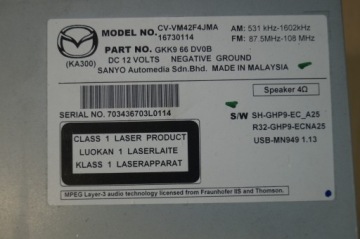 MODEL NO. CV-VM42F4JMA
16730114
AM: 531 kHz-1602kHz
FM: 87.5MHz-108 MHz
(KA300)
PART NO. GKK9 66 DV0B
DC 12 VOLTS NEGATIVE GROUND
SANYO Automedia Sdn.Bhd. MADE IN MALAYSIA
Speaker 4Ω
SERIAL NO. 703436703L0114
S/W SH-GHP9-EC_A25
R32-GHP9-ECNA25
USB-MN949 1.13
CLASS 1 LASER PRODUCT
LUOKAN 1 LASERLAITE
KLASS 1 LASERAPPARAT
MPEG Layer-3 audio technology licensed from Fraunhofer IIS and Thomson.